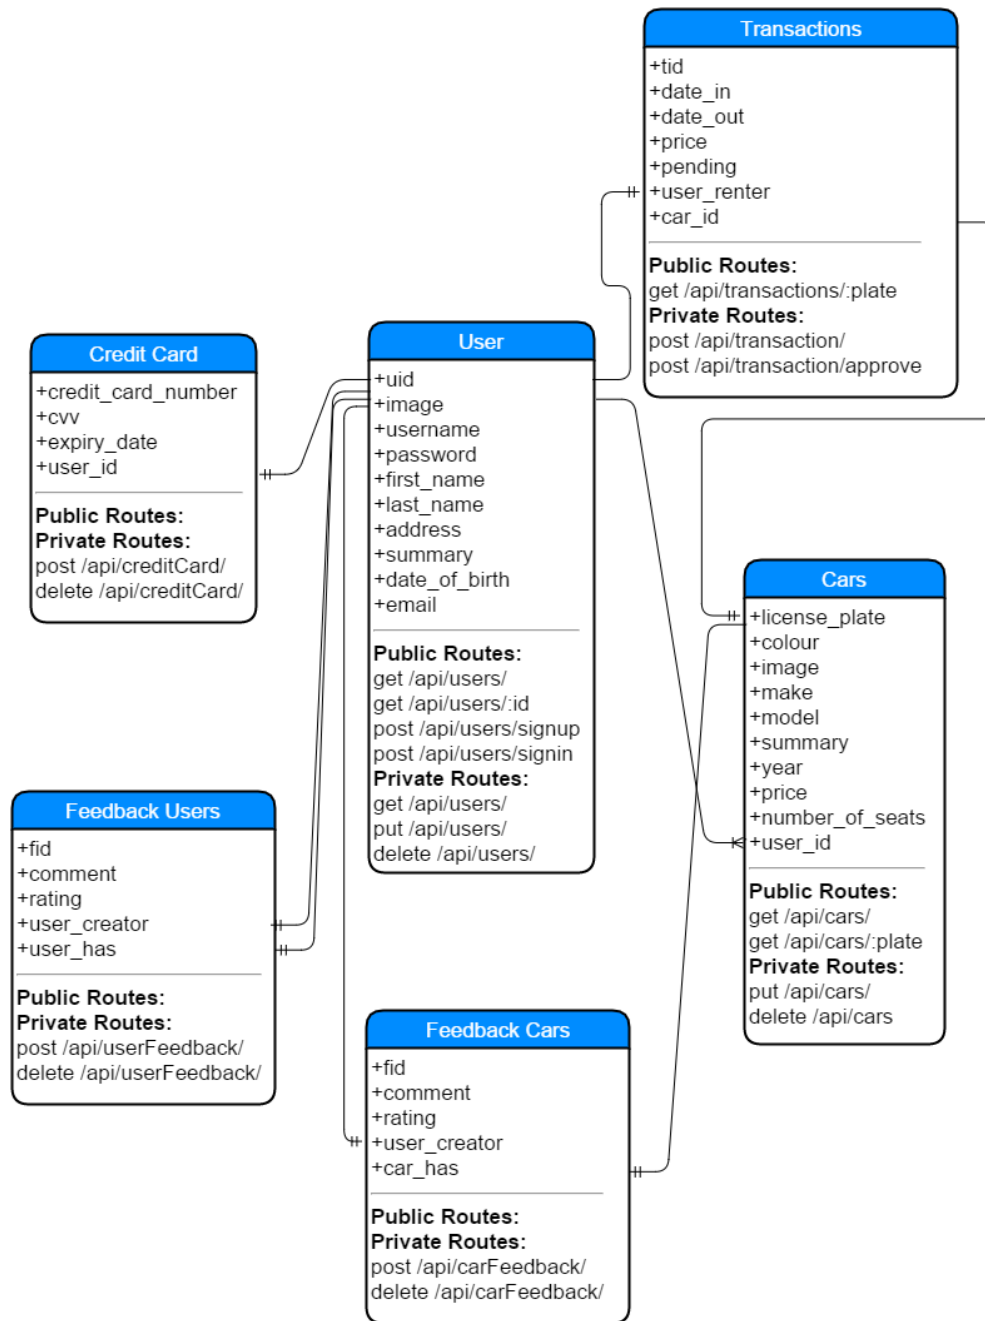 Transactions
+tid
+date_in
+date_out
+price
+pending
+user_renter
+car_id
Public Routes:
get /api/transactions/:plate
Private Routes:
post /api/transaction/
post /api/transaction/approve
Credit Card
+credit_card_number
+cvv
+expiry_date
+user_id
Public Routes:
Private Routes:
post /api/creditCard/
delete /api/creditCard/
User
+uid
+image
+username
+password
+first_name
+last_name
+address
+summary
+date_of_birth
+email
Public Routes:
get /api/users/
get /api/users/:id
post /api/users/signup
post /api/users/signin
Private Routes:
get /api/users/
put /api/users/
delete /api/users/
Cars
+license_plate
+colour
+image
+make
+model
+summary
+year
+price
+number_of_seats
+user_id
Public Routes:
get /api/cars/
get /api/cars/:plate
Private Routes:
put /api/cars/
delete /api/cars
Feedback Users
+fid
+comment
+rating
+user_creator
+user_has
Public Routes:
Private Routes:
post /api/userFeedback/
delete /api/userFeedback/
Feedback Cars
+fid
+comment
+rating
+user_creator
+car_has
Public Routes:
Private Routes:
post /api/carFeedback/
delete /api/carFeedback/